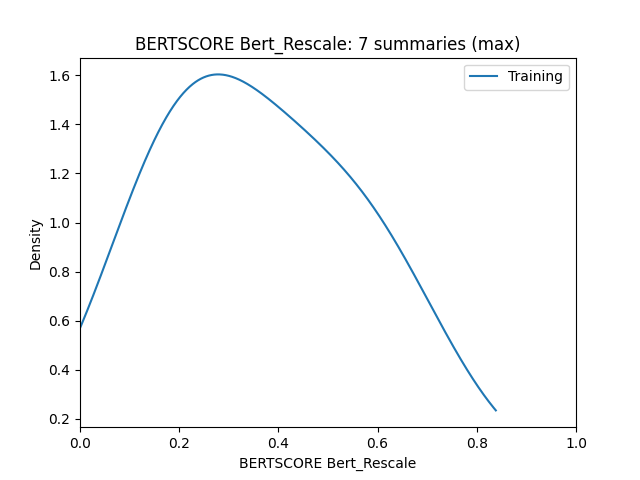 BERTSCORE Bert_Rescale: 7 summaries (max)
Training
1.6
1.4
1.2
1.0
0.8
0.6
0.4
0.2
Density
0.0 0.2 0.4 0.6 0.8 1.0
BERTSCORE Bert_Rescale